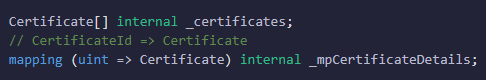 Certificate[] internal _certificates;
// CertificateId => Certificate
mapping (uint => Certificate) internal _mpCertificateDetails;